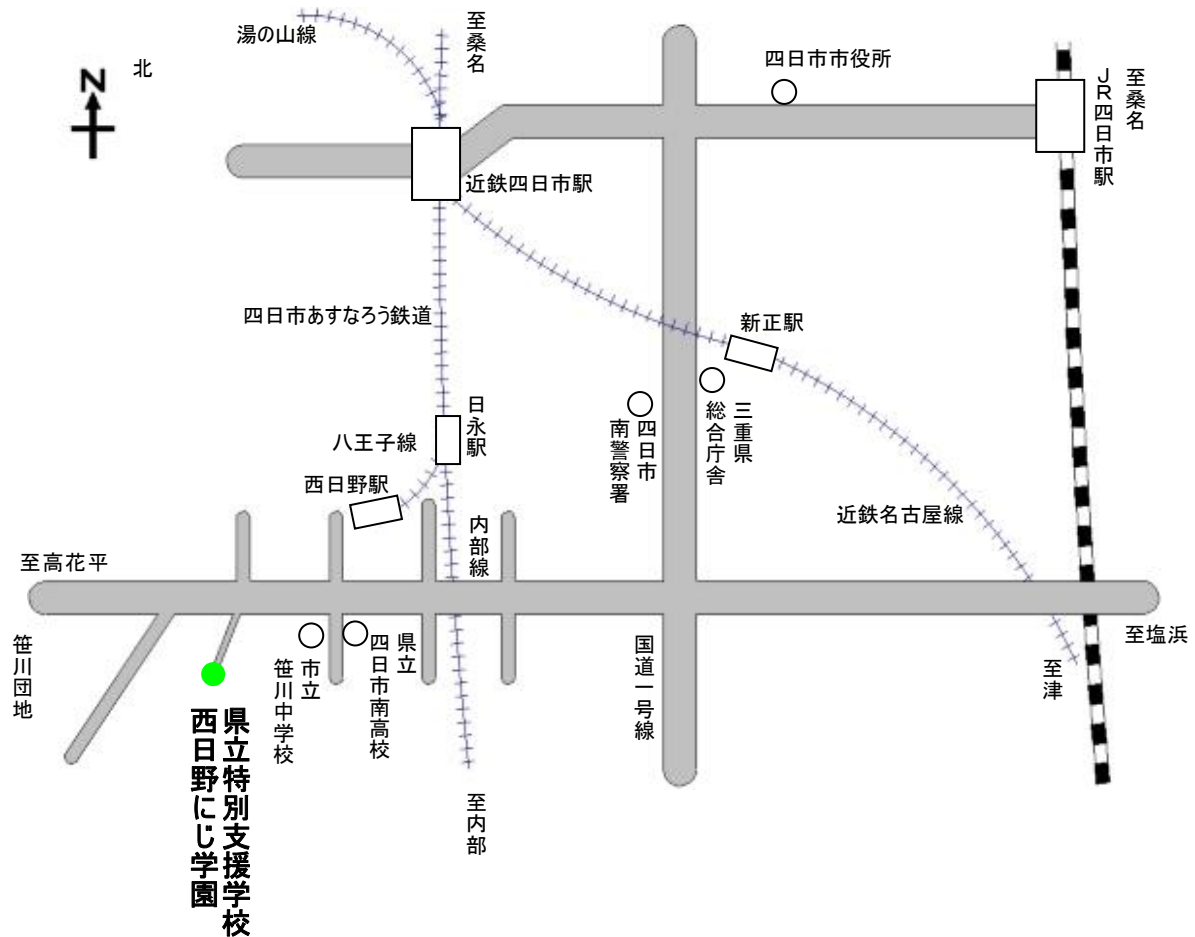 湯の山線
至桑名
四日市市役所
北
N
JR四日市駅
至桑名
近鉄四日市駅
四日市あすなろう鉄道
新正駅
日永駅
八王子線
三重県
総合庁舎
四日市
南警察署
西日野駅
内部線
近鉄名古屋線
至高花平
笹川団地
市立
笹川中学校
県立
四日市南高校
国道一号線
至津
至塩浜
県立特別支援学校
西日野にじ学園
至内部